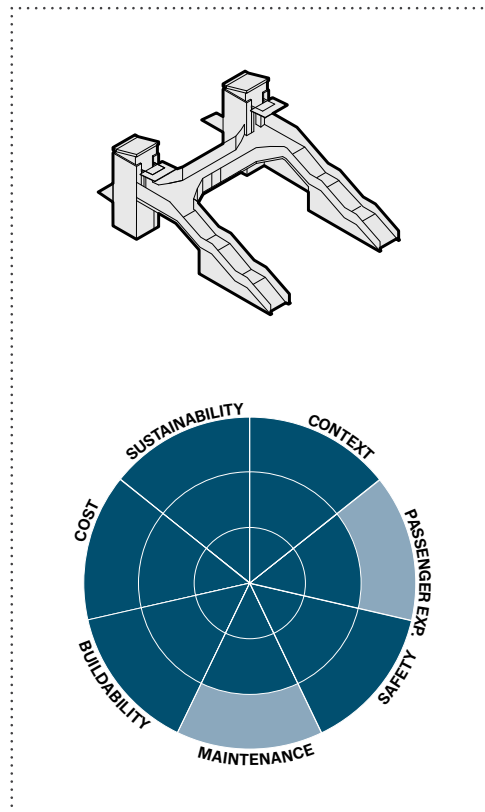 SUSTAINABILITY
CONTEXT
COST
PASSENGER EXP.
BUILDABILITY
SAFETY
MAINTENANCE